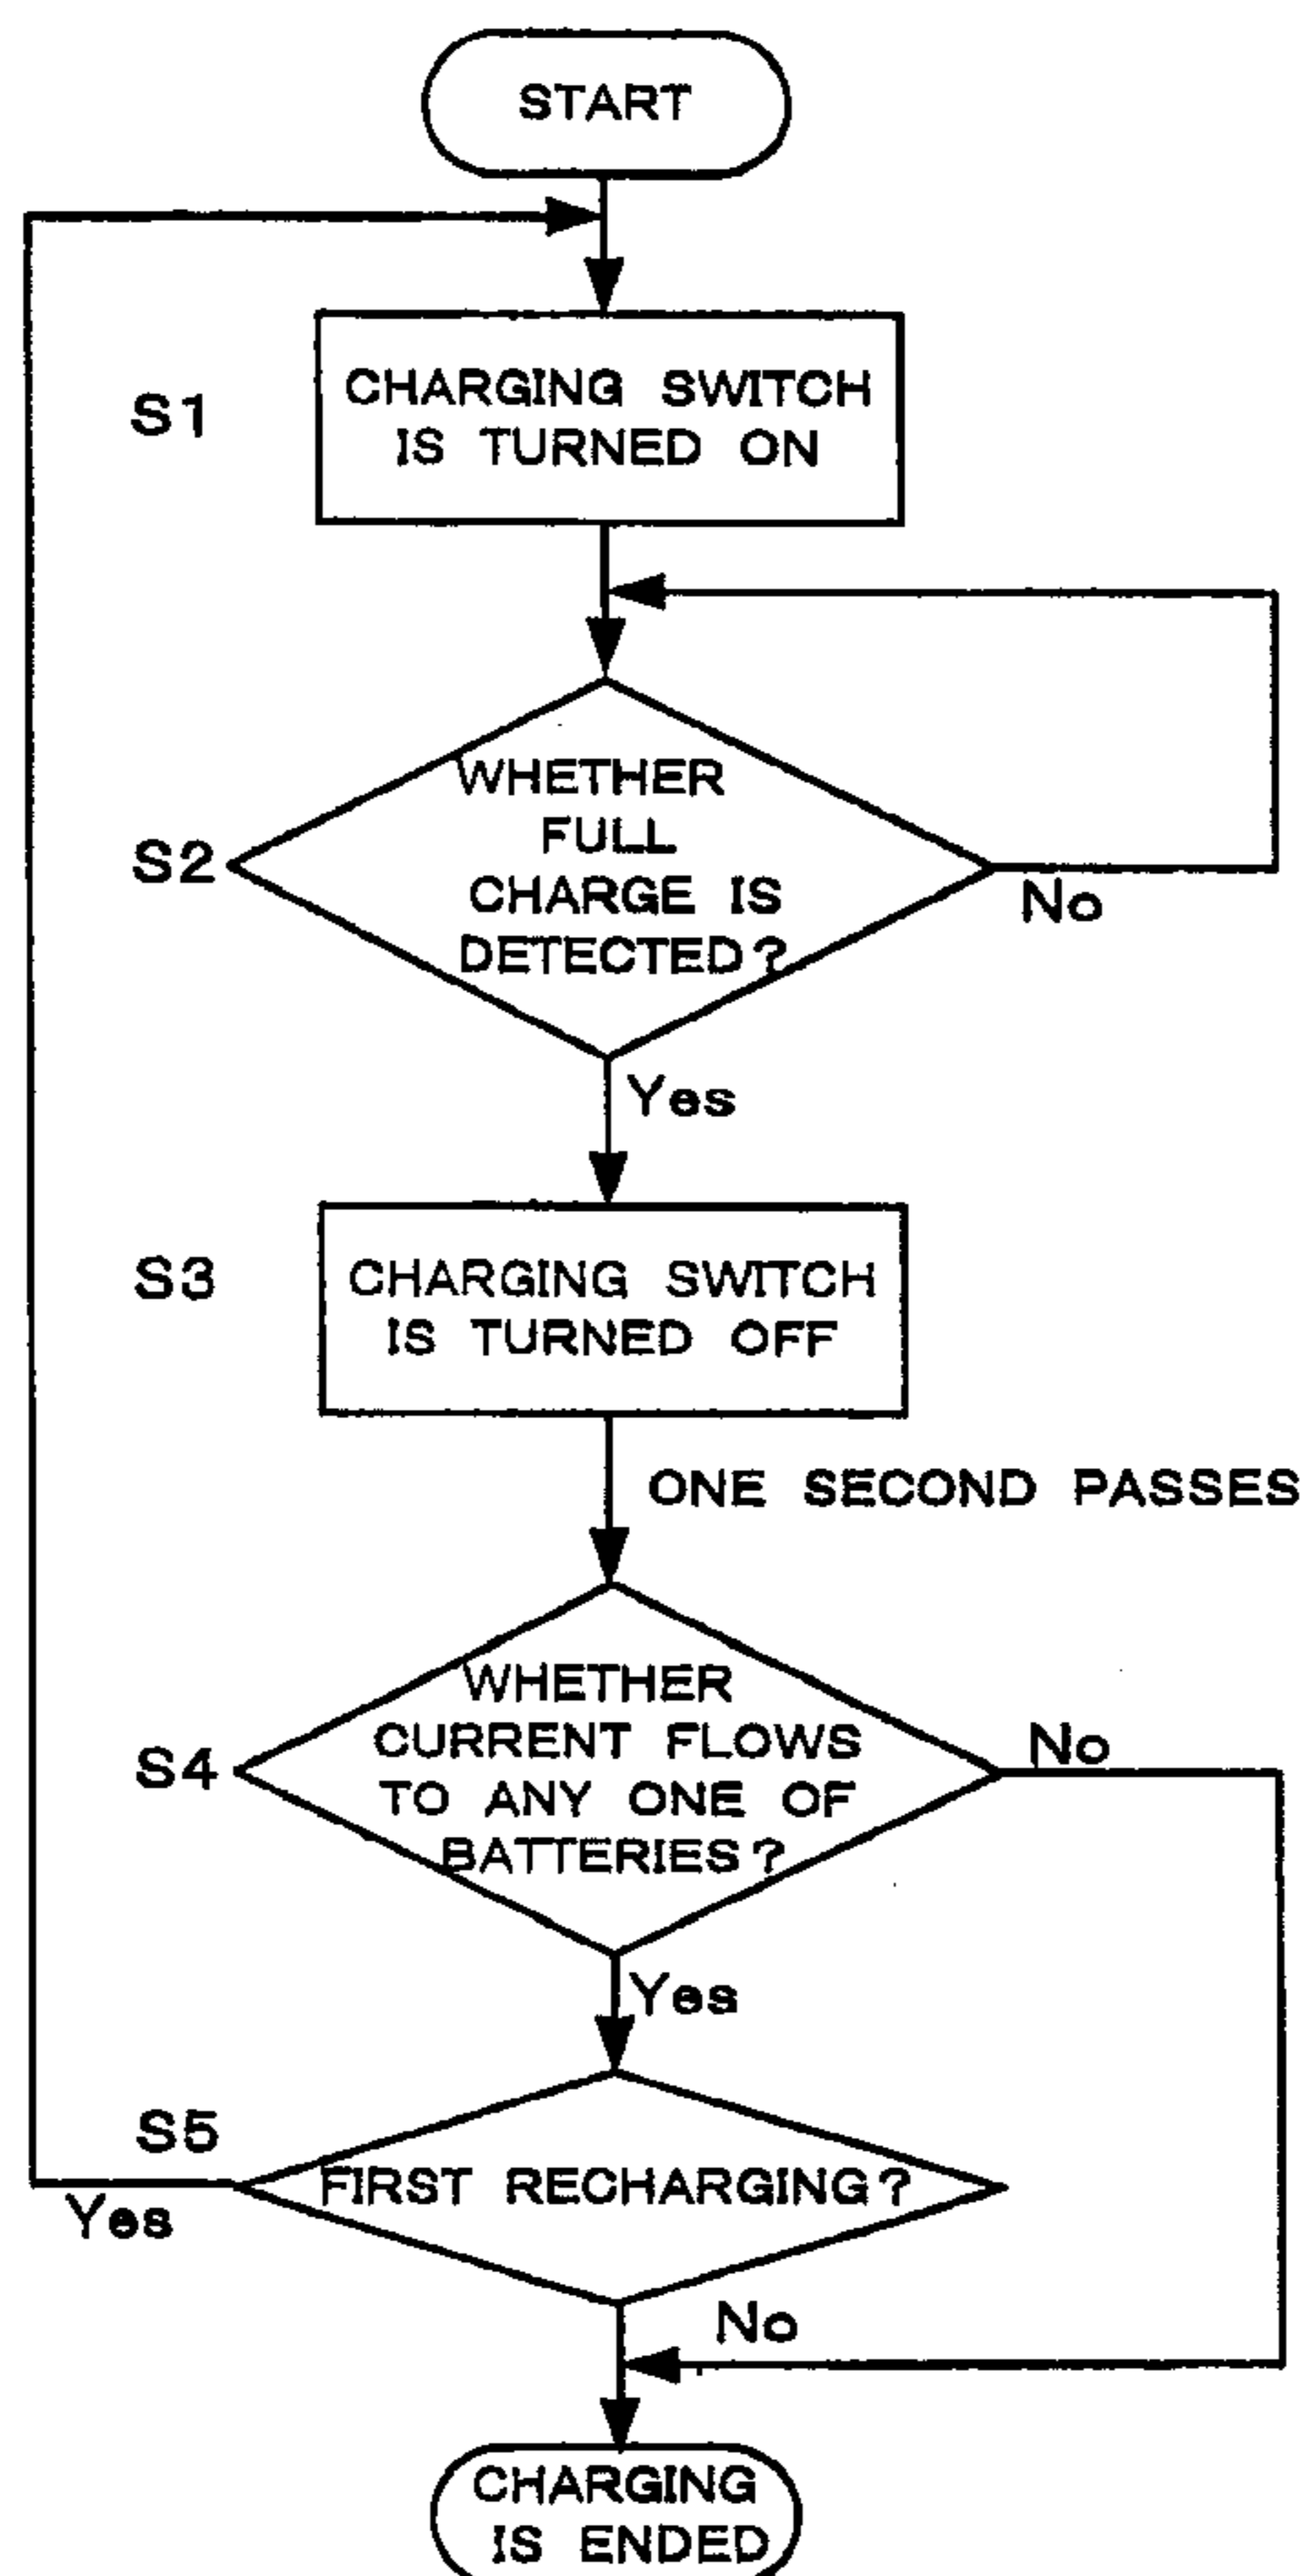 START
S1
CHARGING SWITCH
IS TURNED ON
S2
WHETHER
FULL
CHARGE IS
DETECTED?
No
Yes
S3
CHARGING SWITCH
IS TURNED OFF
ONE SECOND PASSES
S4
WHETHER
CURRENT FLOWS
TO ANY ONE OF
BATTERIES?
No
Yes
S5
FIRST RECHARGING?
Yes
No
CHARGING
IS ENDED